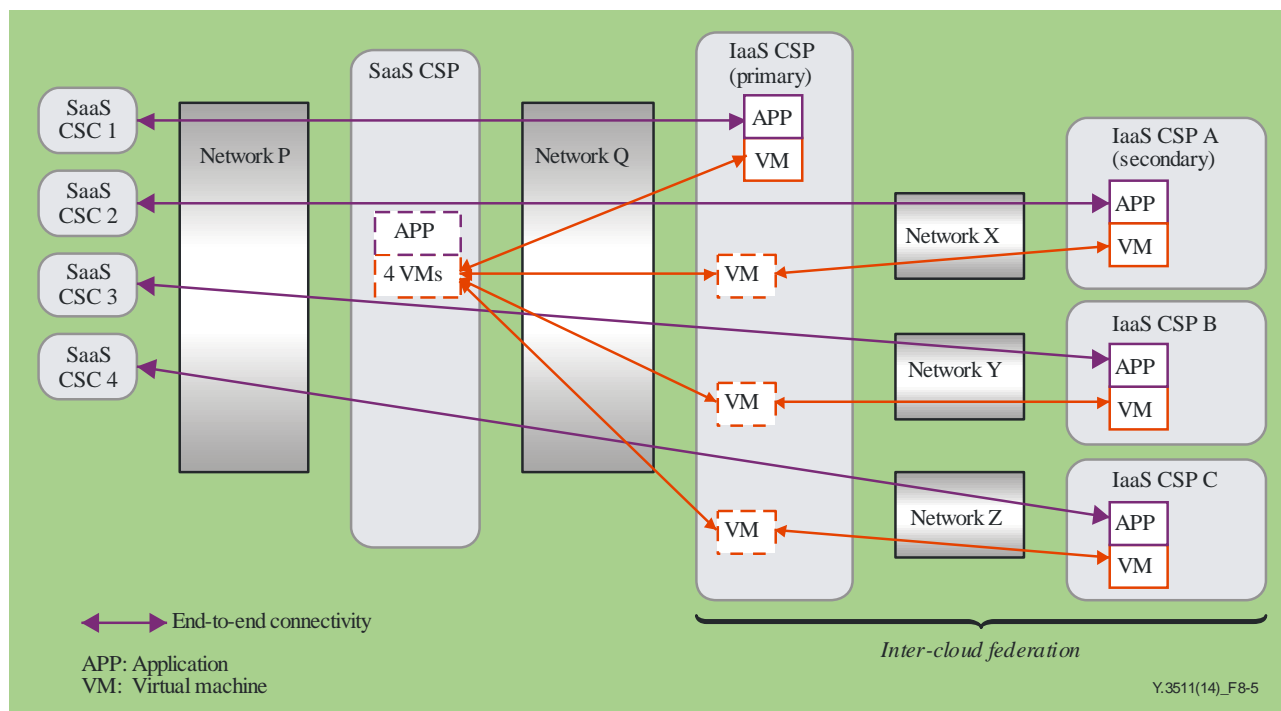 SaaS
CSC 1
SaaS
CSC 2
SaaS
CSC 3
SaaS
CSC 4
Network P
SaaS CSP
APP
4 VMs
Network Q
IaaS CSP
(primary)
APP
VM
VM
VM
VM
Network X
Network Y
Network Z
IaaS CSP A
(secondary)
APP
VM
IaaS CSP B
APP
VM
IaaS CSP C
APP
VM
End-to-end connectivity
APP: Application
VM: Virtual machine
Inter-cloud federation
Y.3511(14)_F8-5